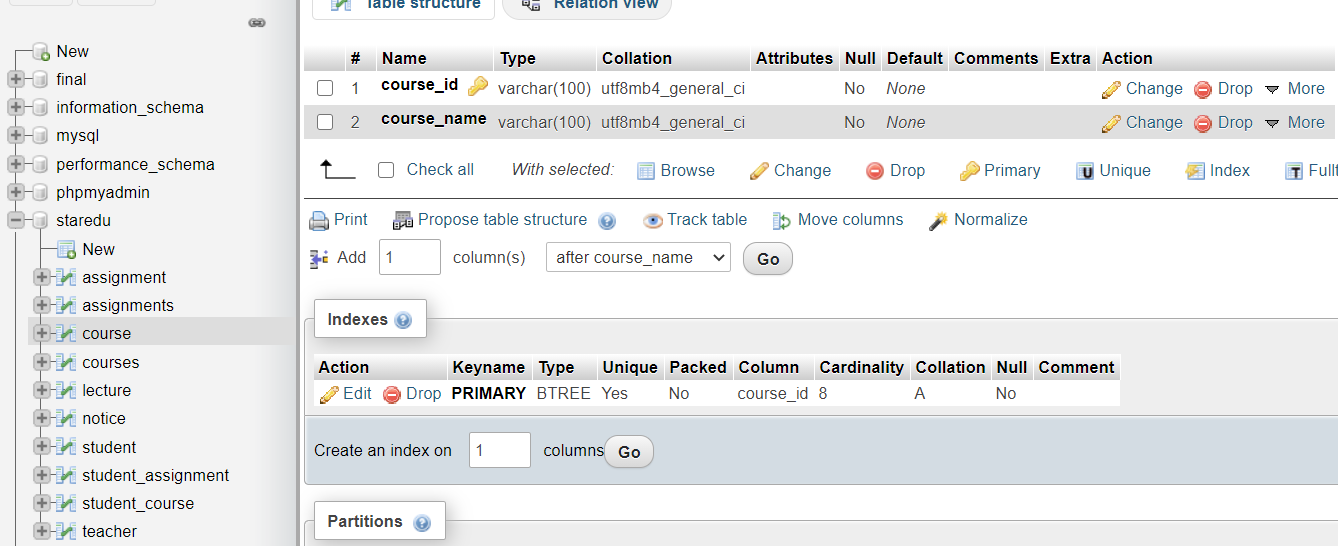 Table structure Relation view
New
final
information_schema
mysql
performance_schema
phpmyadmin
staredu
New
assignment
assignments
course
courses
lecture
notice
student
student_assignment
student_course
teacher
# Name Type Collation Attributes Null Default Comments Extra Action
1 course_id varchar(100) utf8mb4_general_ci No None Change Drop More
2 course_name varchar(100) utf8mb4_general_ci No None Change Drop More
Check all With selected: Browse Change Drop Primary Unique Index
Print Propose table structure Track table Move columns Normalize
Add 1 column(s) after course_name Go
Indexes
Action Keyname Type Unique Packed Column Cardinality Collation Null Comment
Edit Drop PRIMARY BTREE Yes No course_id 8 A No
Create an index on 1 columns Go
Partitions